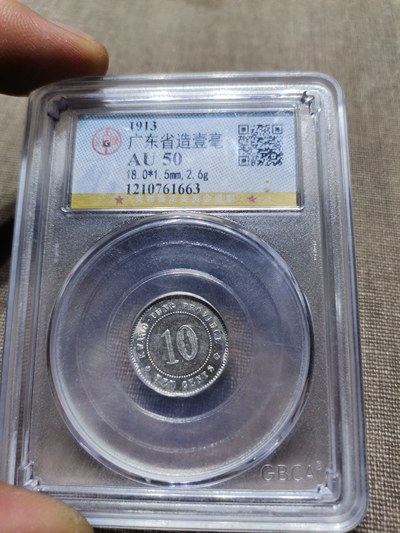 1913
广东省造壹毫
G
AU 50
18.0*1.5mm,2.6g
1210761663
KWANG-TUNG PROVINCE
10
TEN CENTS
GBCA